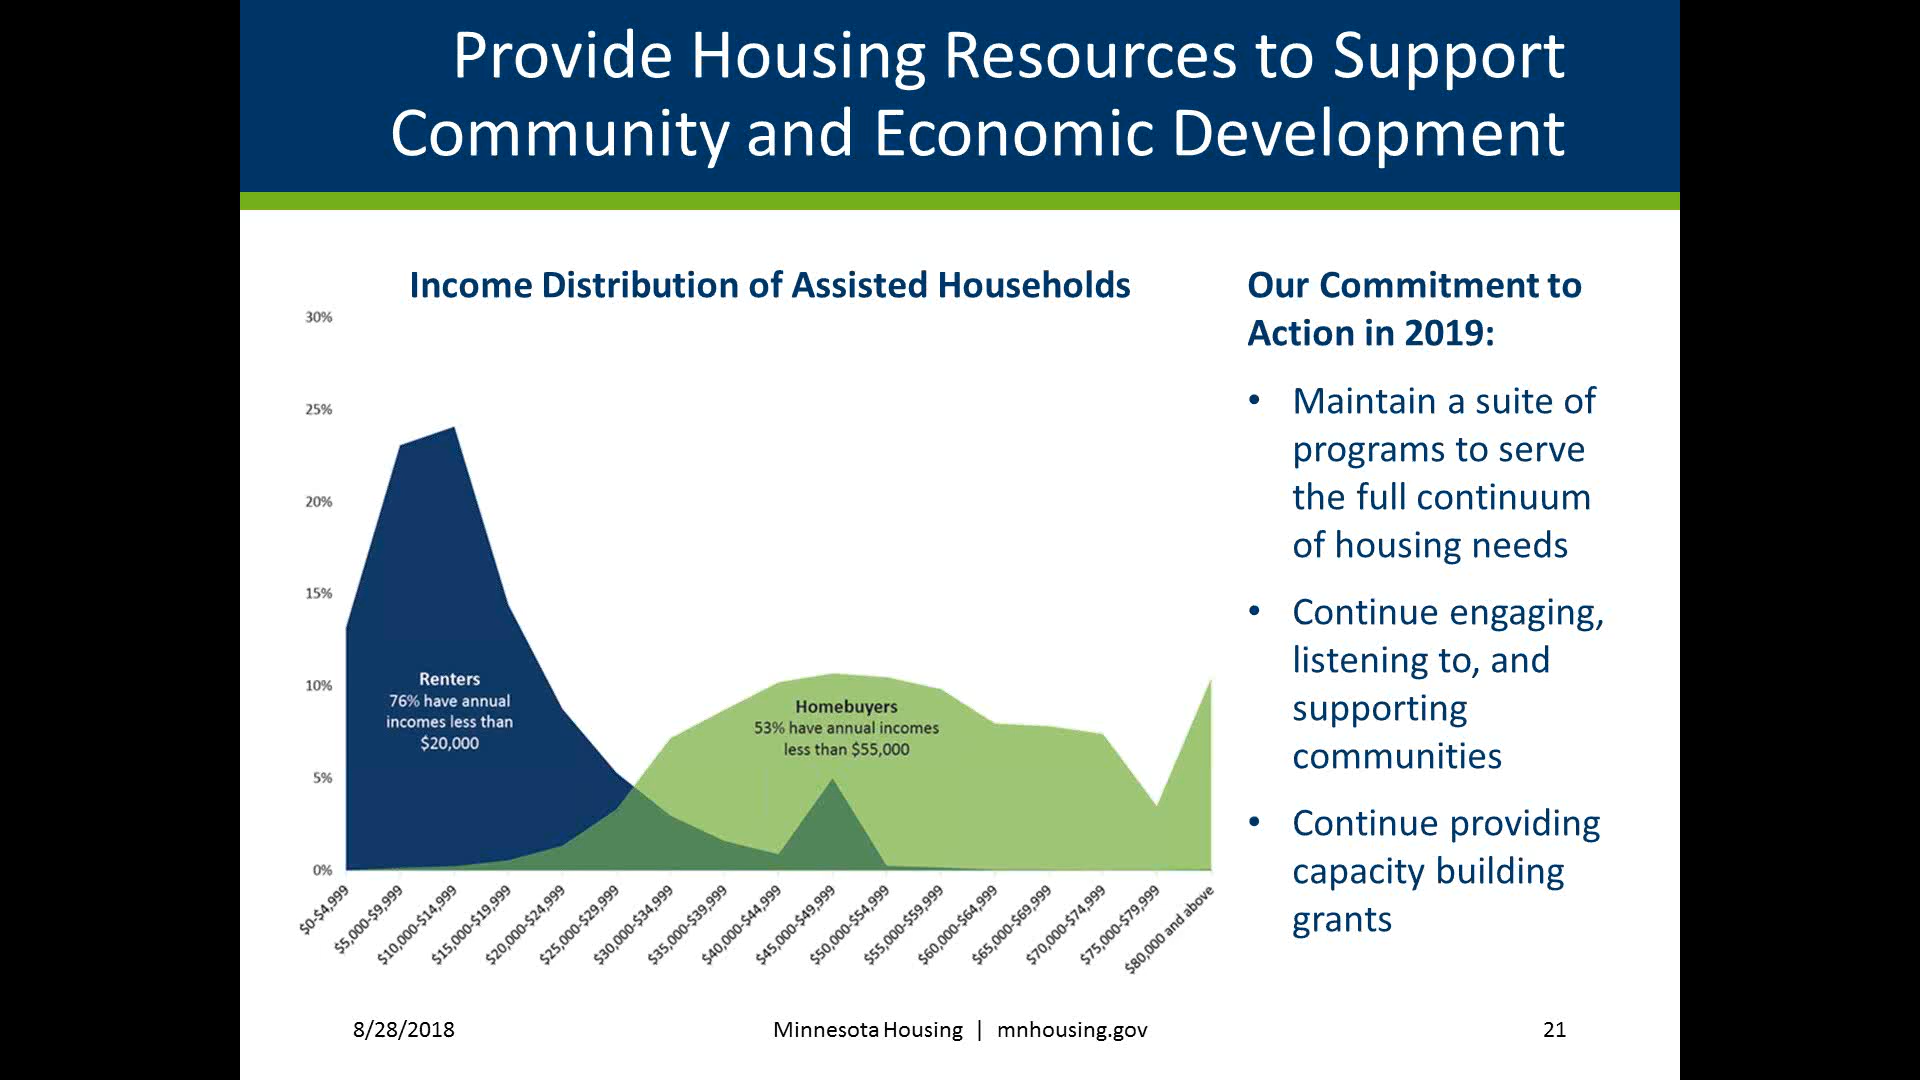 Provide Housing Resources to Support
Community and Economic Development
Income Distribution of Assisted Households
30%
25%
20%
15%
10%
5%
0%
Renters
76% have annual
incomes less than
$20,000
Homebuyers
53% have annual incomes
less than $55,000
$0-$4,999
$5,000-$9,999
$10,000-$14,999
$15,000-$19,999
$20,000-$24,999
$25,000-$29,999
$30,000-$34,999
$35,000-$39,999
$40,000-$44,999
$45,000-$49,999
$50,000-$54,999
$55,000-$59,999
$60,000-$64,999
$65,000-$69,999
$70,000-$74,999
$75,000-$79,999
$80,000 and above
Our Commitment to
Action in 2019:
• Maintain a suite of
programs to serve
the full continuum
of housing needs
• Continue engaging,
listening to, and
supporting
communities
• Continue providing
capacity building
grants
8/28/2018
Minnesota Housing | mnhousing.gov
21